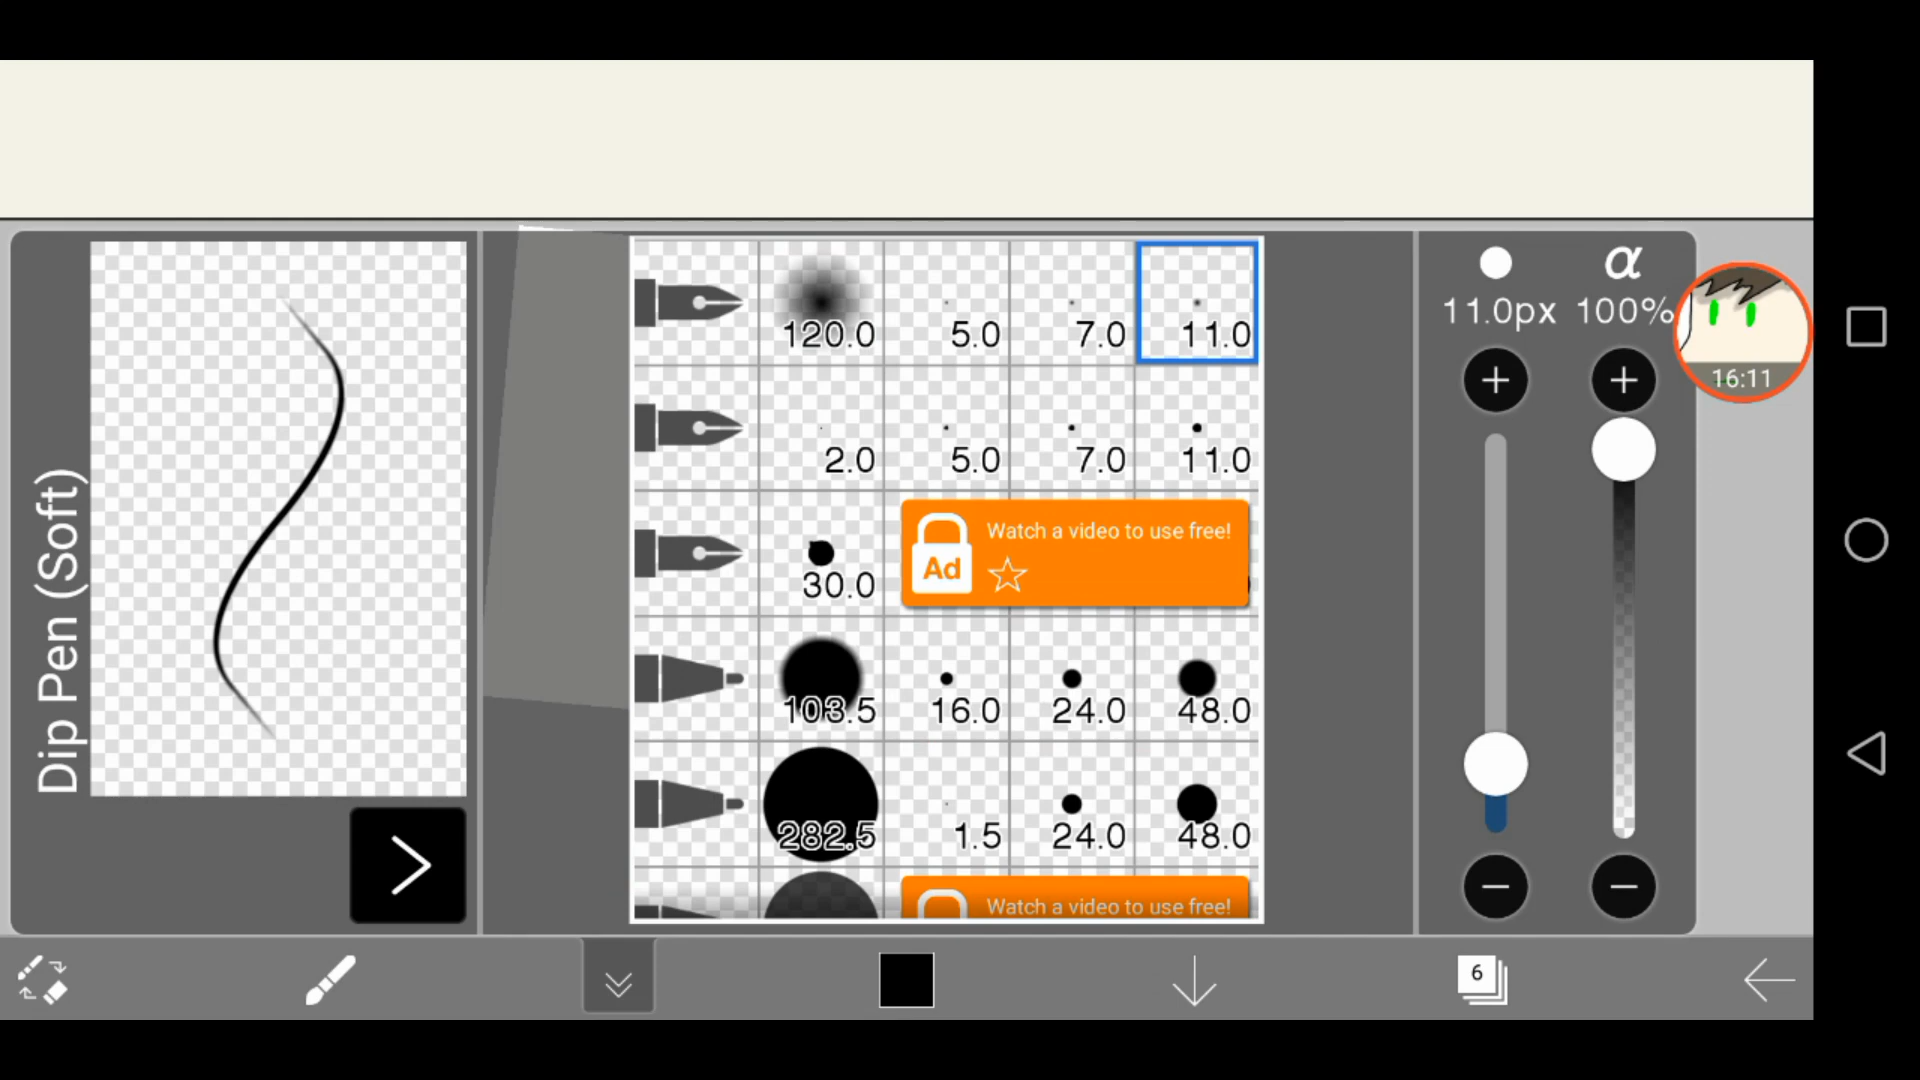 Dip Pen (Soft)
120.0 5.0 7.0 11.0
2.0 5.0 7.0 11.0
30.0
Ad
Watch a video to use free!
103.5 16.0 24.0 48.0
282.5 1.5 24.0 48.0
Watch a video to use free!
α
11.0px 100%
16:11
6